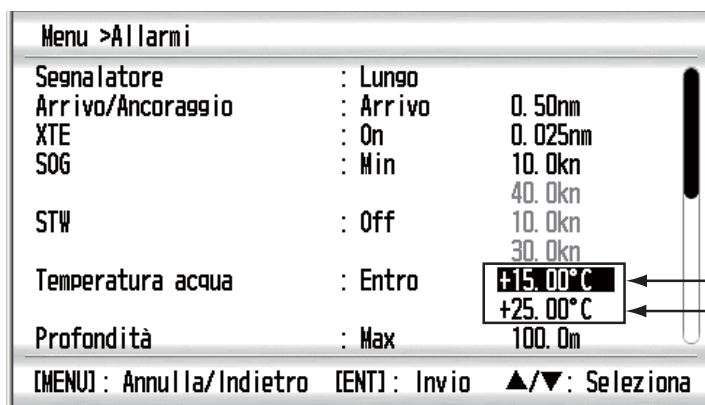 Menu >Allarmi
Segnalatore : Lungo
Arrivo/Ancoraggio : Arrivo 0.50nm
XTE : On 0.025nm
SOG : Min 10.0kn
40.0kn
STW : Off 10.0kn
30.0kn
Temperatura acqua : Entro +15.00°C
+25.00°C
Profondità : Max 100.0m
[MENU]: Annulla/Indietro [ENT]: Invio ▲/▼: Seleziona